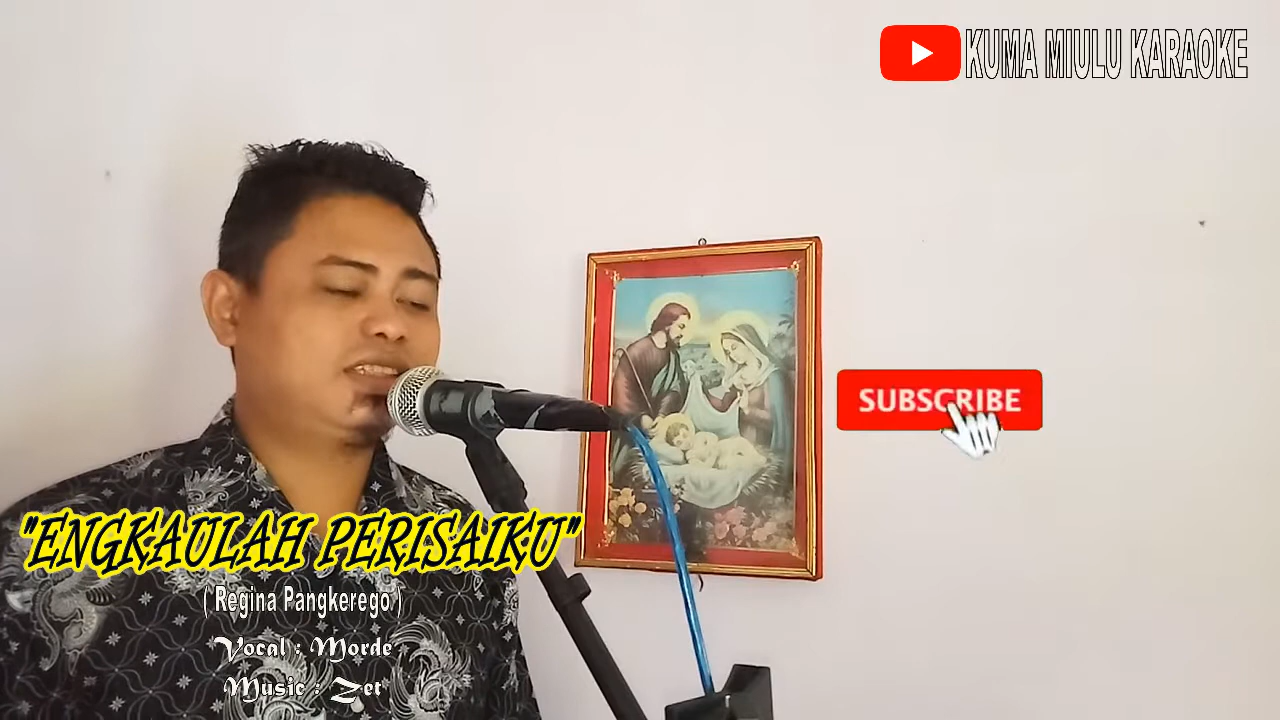 KUMA MIULU KARAOKE
SUBSCRIBE
"ENGKAULAH PERISAIKU"
( Regina Pangkerego )
Vocal : Morde
Music : Zet